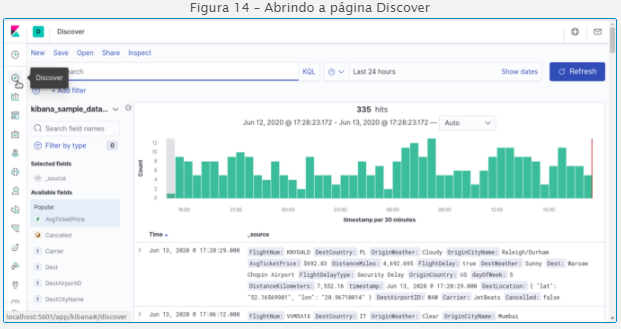 Figura 14 – Abrindo a página Discover
D Discover
New Save Open Share Inspect
Search KQL Last 24 hours Show dates Refresh
Discover
+ Add filter
kibana_sample_data...
335 hits
Jun 12, 2020 @ 17:28:23.172 - Jun 13, 2020 @ 17:28:23.172 — Auto
Search field names
Filter by type 0
Selected fields
_source
Available fields
Popular
AvgTicketPrice
Cancelled
Carrier
Dest
DestAirportID
DestCityName
Count
12
10
8
6
4
2
0
18:00 21:00 00:00 03:00 06:00 09:00 12:00 15:00
timestamp per 30 minutes
Time _source
Jun 13, 2020 @ 17:20:29.000 FlightNum: KNYG4LD DestCountry: PL OriginWeather: Cloudy OriginCityName: Raleigh/Durham
AvgTicketPrice: $692.83 DistanceMiles: 4,692.695 FlightDelay: true DestWeather: Sunny Dest: Warsaw
Chopin Airport FlightDelayType: Security Delay OriginCountry: US dayOfWeek: 5
DistanceKilometers: 7,552.16 timestamp: Jun 13, 2020 @ 17:20:29.000 DestLocation: { "lat":
"52.16569901", "lon": "20.96710014" } DestAirportID: WAW Carrier: JetBeats Cancelled: false
Jun 13, 2020 @ 17:06:12.000 FlightNum: VVMSA1X DestCountry: IT OriginWeather: Clear OriginCityName: Mumbai
localhost:5601/app/kibana#/discover